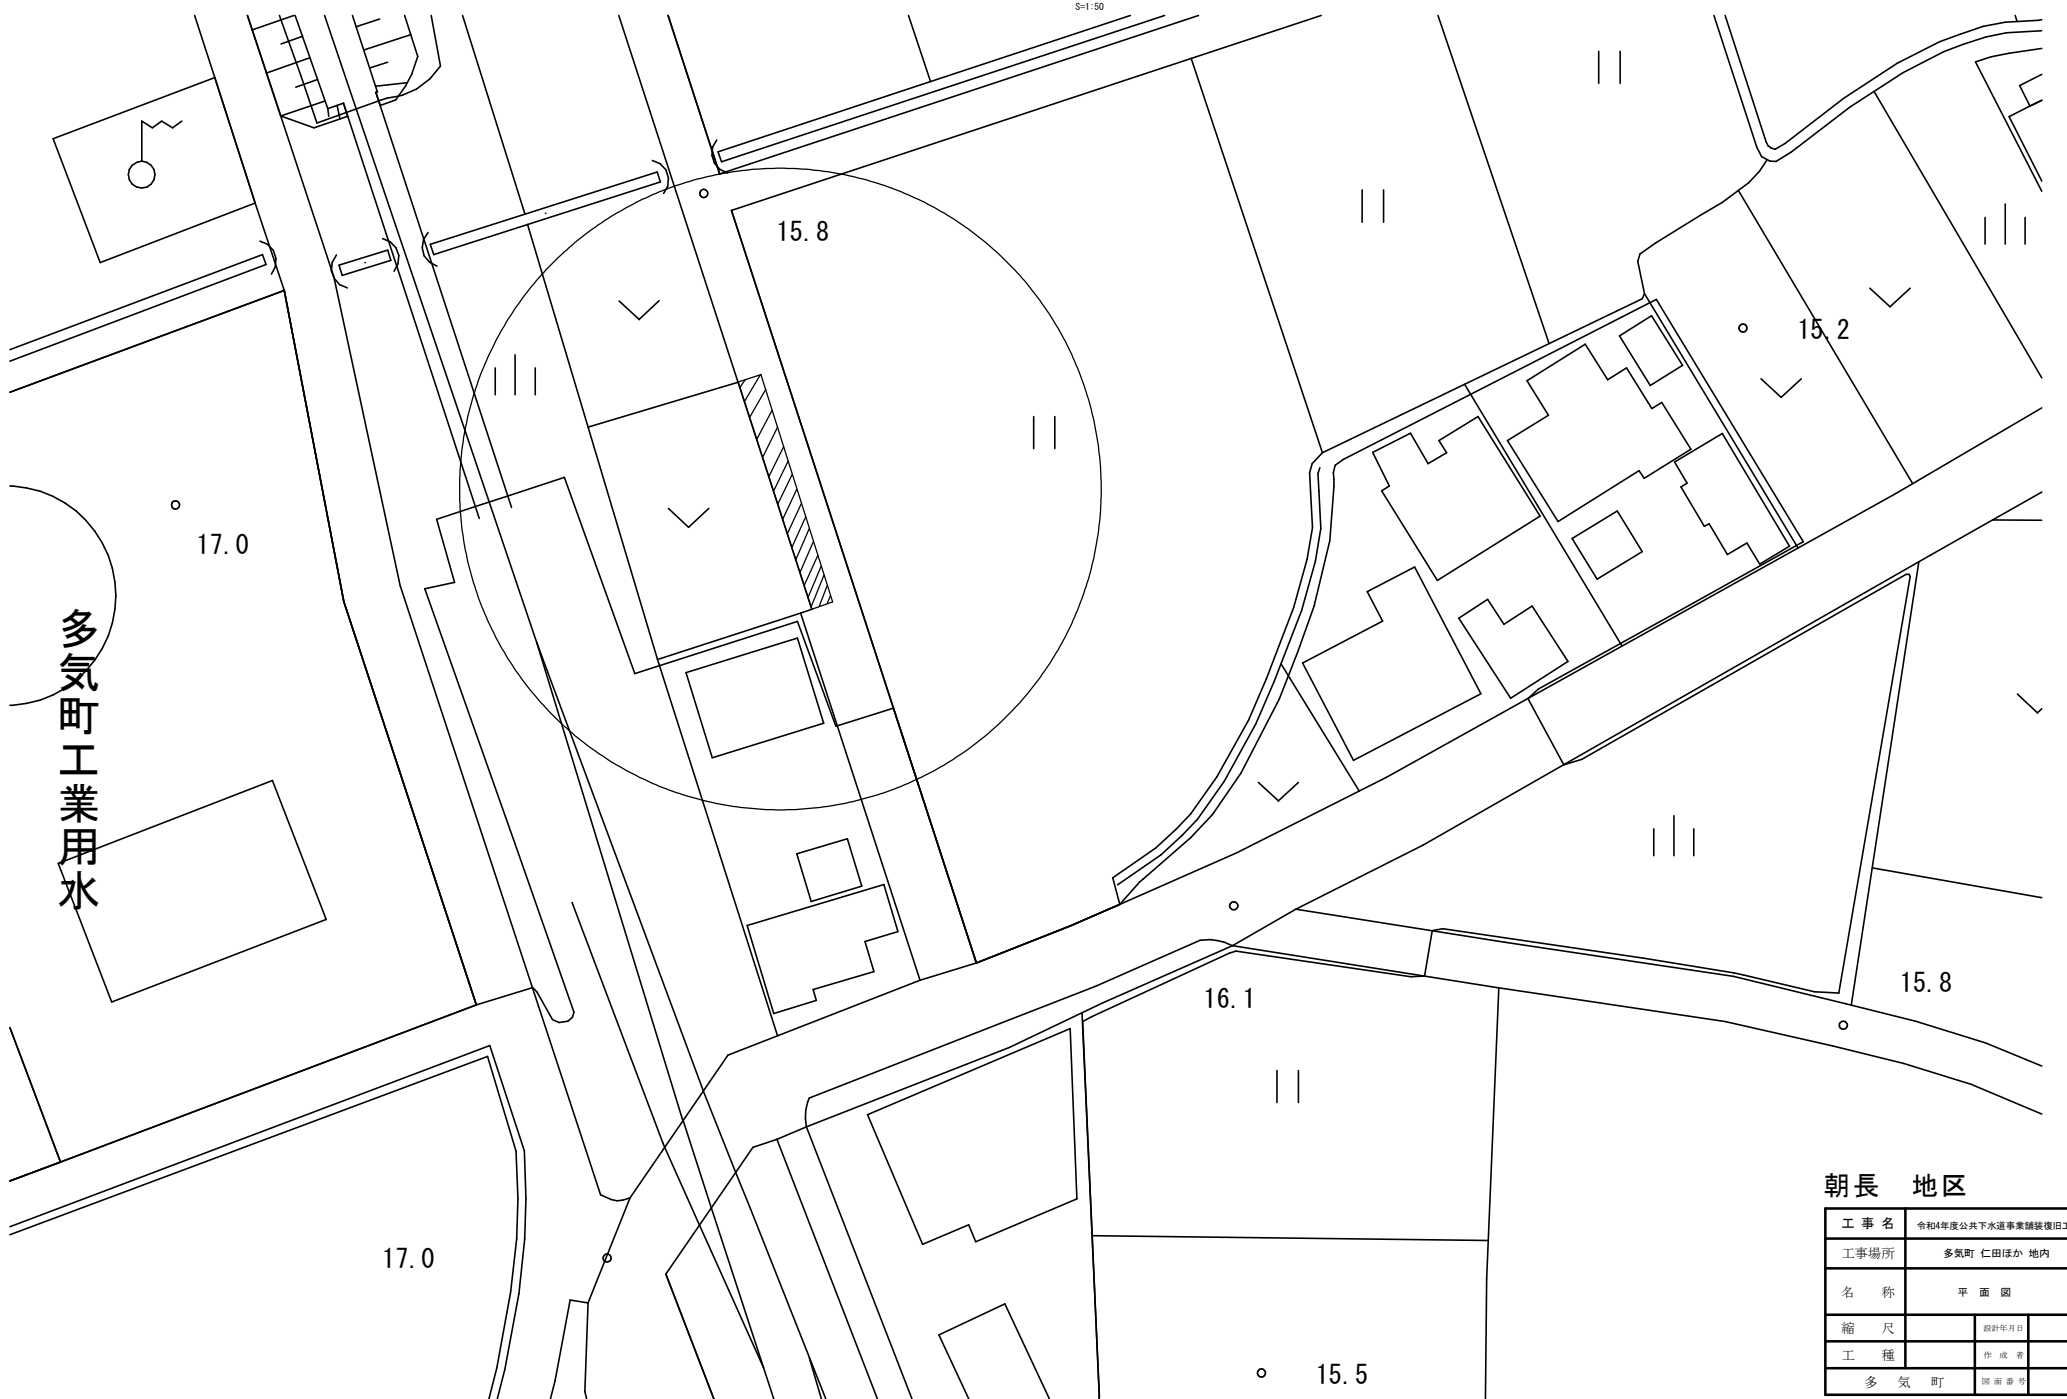 S=1:50
15.8
15.2
17.0
多気町工業用水
15.8
16.1
17.0
15.5
朝長 地区
工事名 令和4年度公共下水道事業舗装復旧工
工事場所 多気町 仁田ほか 地内
名称 平面図
縮尺 設計年月日
工種 作成者
多気町 図面番号